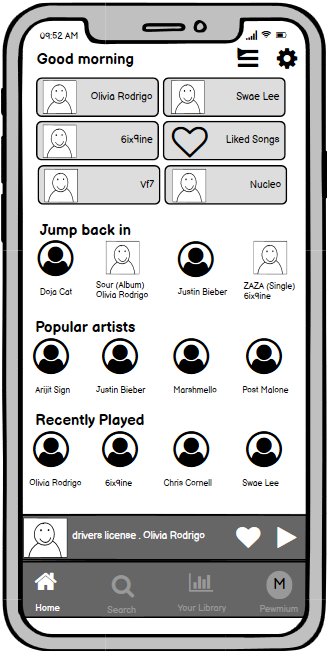 09:52 AM
Good morning
Olivia Rodrigo
Swae Lee
6ix9ine
Liked Songs
Vf7
Nucleo
Jump back in
Doja Cat
Sour (Album)
Olivia Rodrigo
Justin Bieber
ZAZA (Single)
6ix9ine
Popular artists
Arijit Sign
Justin Bieber
Marshmello
Post Malone
Recently Played
Olivia Rodrigo
6ix9ine
Chris Cornell
Swae Lee
drivers license . Olivia Rodrigo
M
Home
Search
Your Library
Pewmium